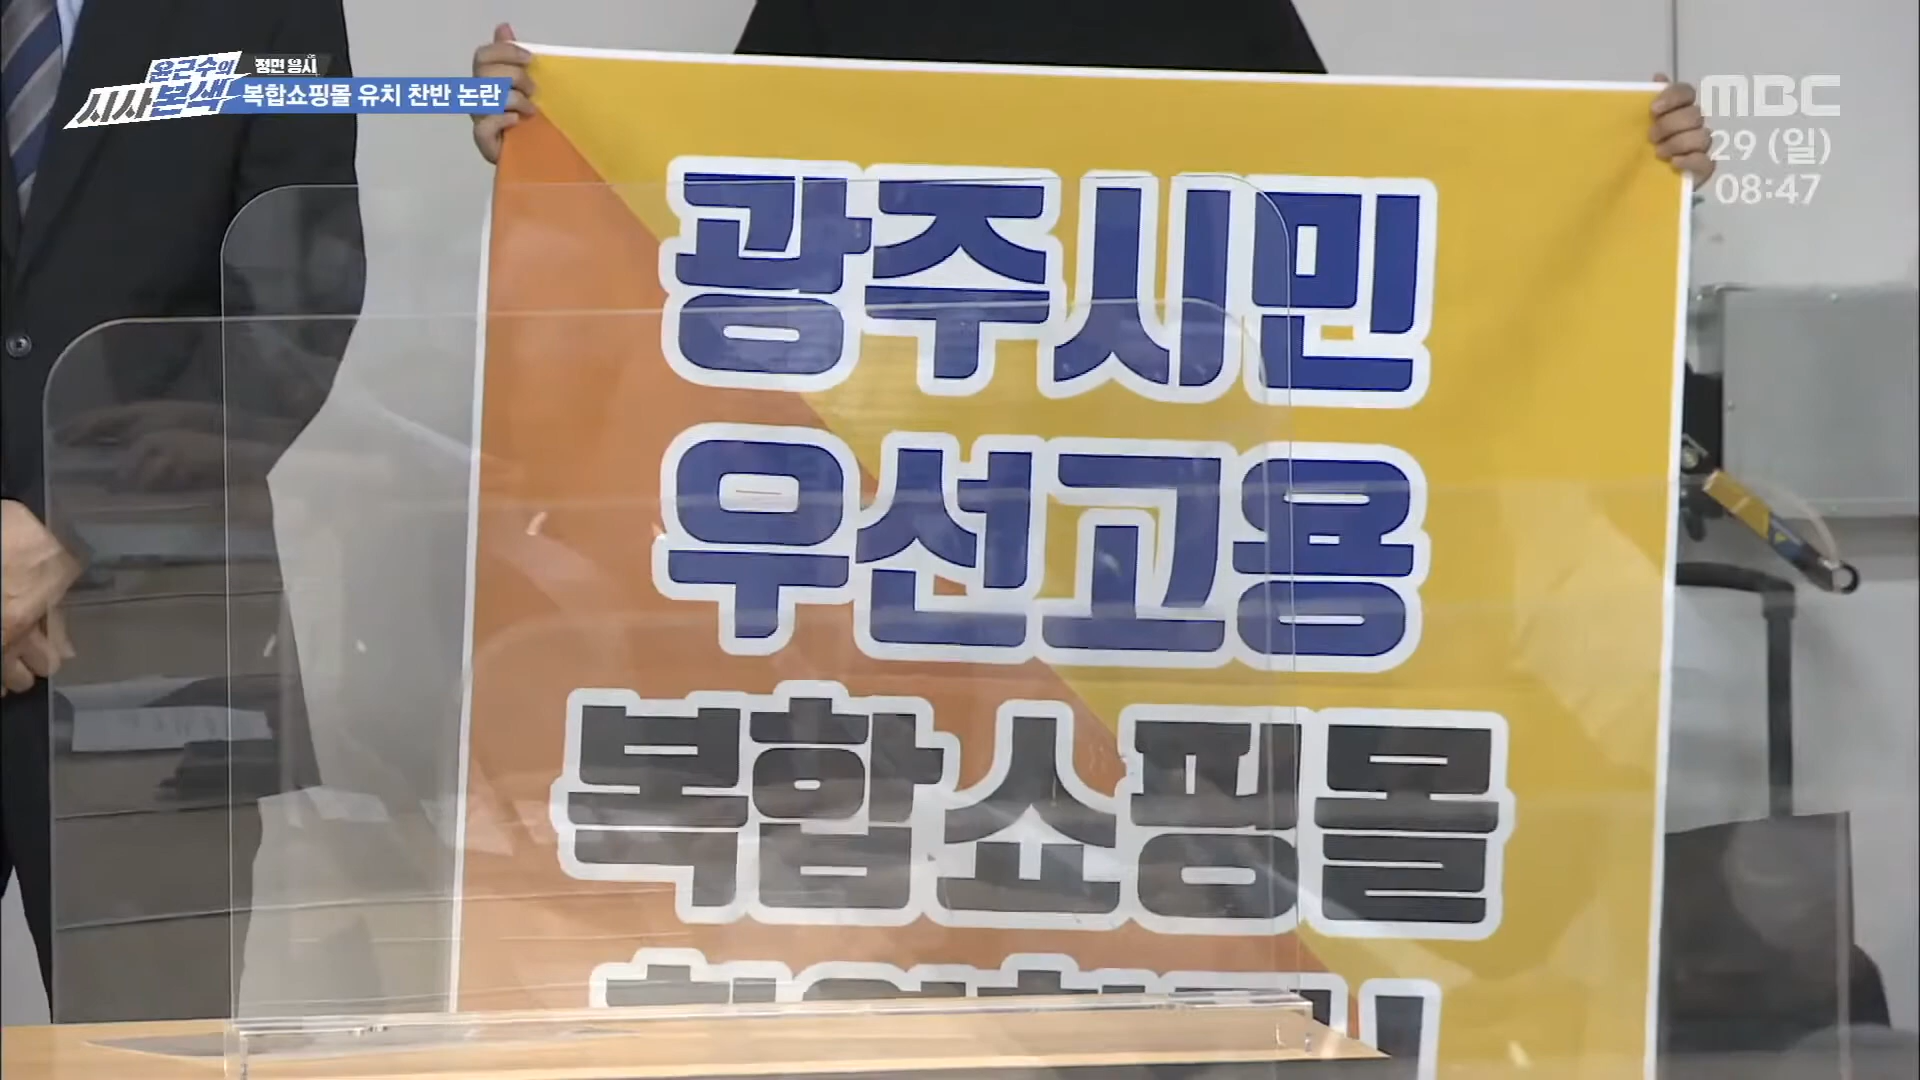 윤근수의
시사본색
정면 응시
복합쇼핑몰 유치 찬반 논란
MBC
29 (일)
08:47
광주시민
우선고용
복합쇼핑몰